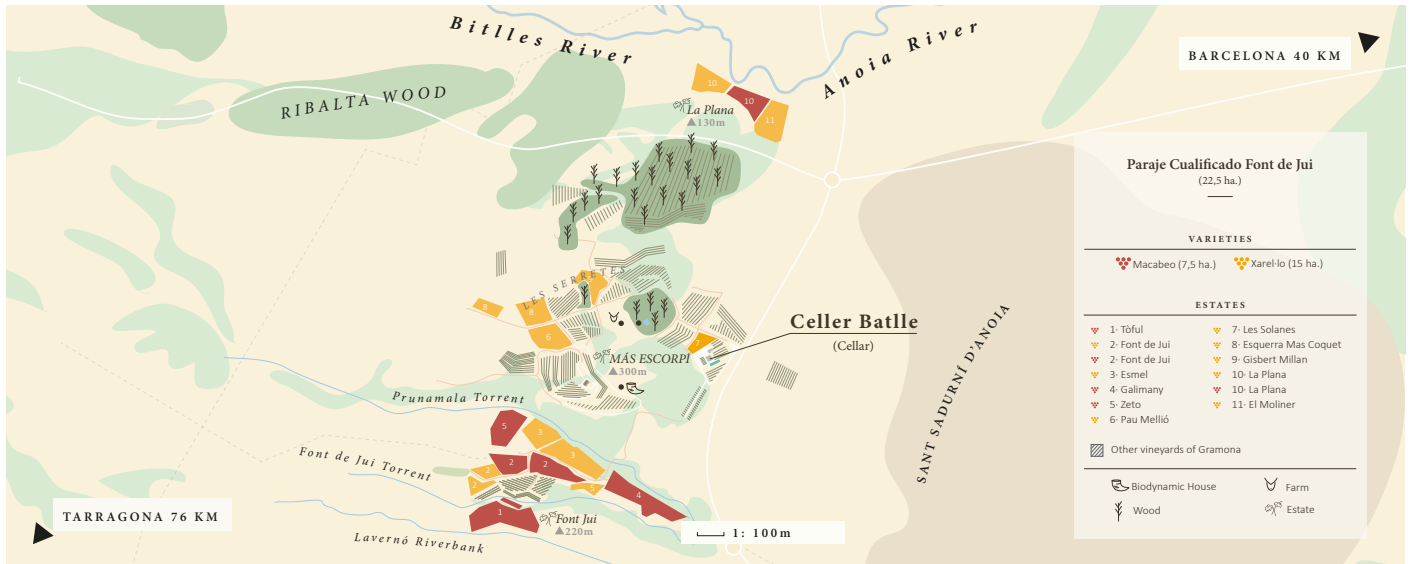 Bitlles River
Anoia River
BARCELONA 40 KM
RIBALTA WOOD
10
10
11
La Plana
130m
LES SERRETES
8
8
6
7
Celler Batlle
(Cellar)
MÁS ESCORPÍ
300m
Prunamala Torrent
5
3
3
2
2
2
2
4
1
Font de Jui Torrent
Font Jui
220m
Lavernó Riverbank
TARRAGONA 76 KM
1: 100m
SANT SADURNÍ D'ANOIA
Paraje Cualificado Font de Jui
(22,5 ha.)
VARIETIES
Macabeo (7,5 ha.)
Xarel·lo (15 ha.)
ESTATES
1· Tòful
2· Font de Jui
2· Font de Jui
3· Esmel
4· Galimany
5· Zeto
6· Pau Mellió
7· Les Solanes
8· Esquerra Mas Coquet
9· Gisbert Millan
10· La Plana
10· La Plana
11· El Moliner
Other vineyards of Gramona
Biodynamic House
Farm
Wood
Estate